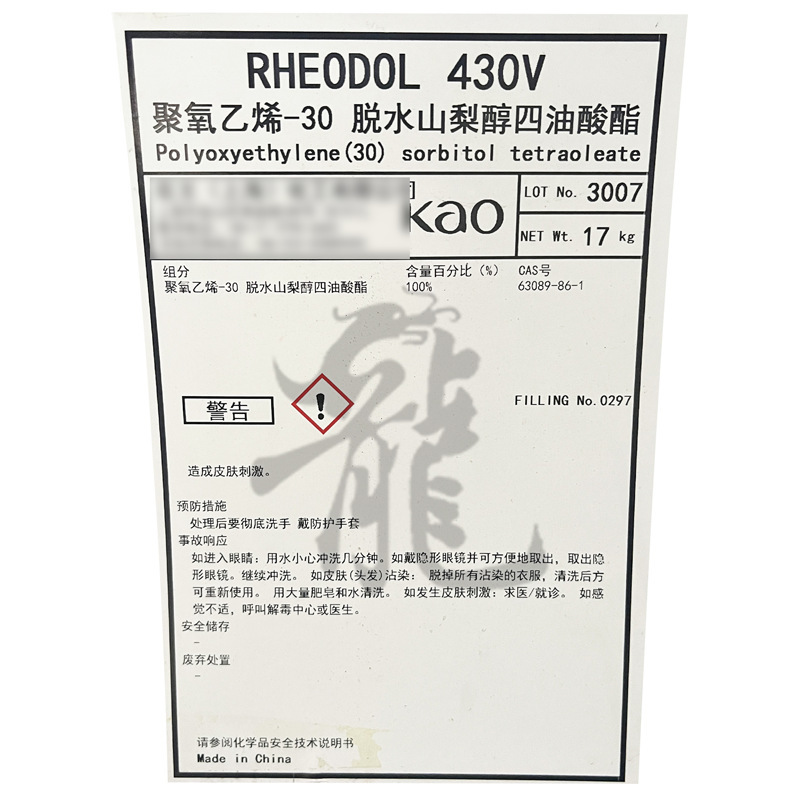 RHEODOL 430V
聚氧乙烯-30 脱水山梨醇四油酸酯
Polyoxyethylene(30) sorbitol tetraoleate
kao
LOT No. 3007
NET Wt. 17 kg
组分 含量百分比(%) CAS号
聚氧乙烯-30 脱水山梨醇四油酸酯 100% 63089-86-1
龍
警告
FILLING No.0297
造成皮肤刺激。
预防措施
处理后要彻底洗手 戴防护手套
事故响应
如进入眼睛: 用水小心冲洗几分钟。如戴隐形眼镜并可方便地取出, 取出隐
形眼镜。继续冲洗。 如皮肤(头发)沾染: 脱掉所有沾染的衣服, 清洗后方
可重新使用。 用大量肥皂和水清洗。 如发生皮肤刺激: 求医/就诊。 如感
觉不适, 呼叫解毒中心或医生。
安全储存
-
废弃处置
-
请参阅化学品安全技术说明书
Made in China